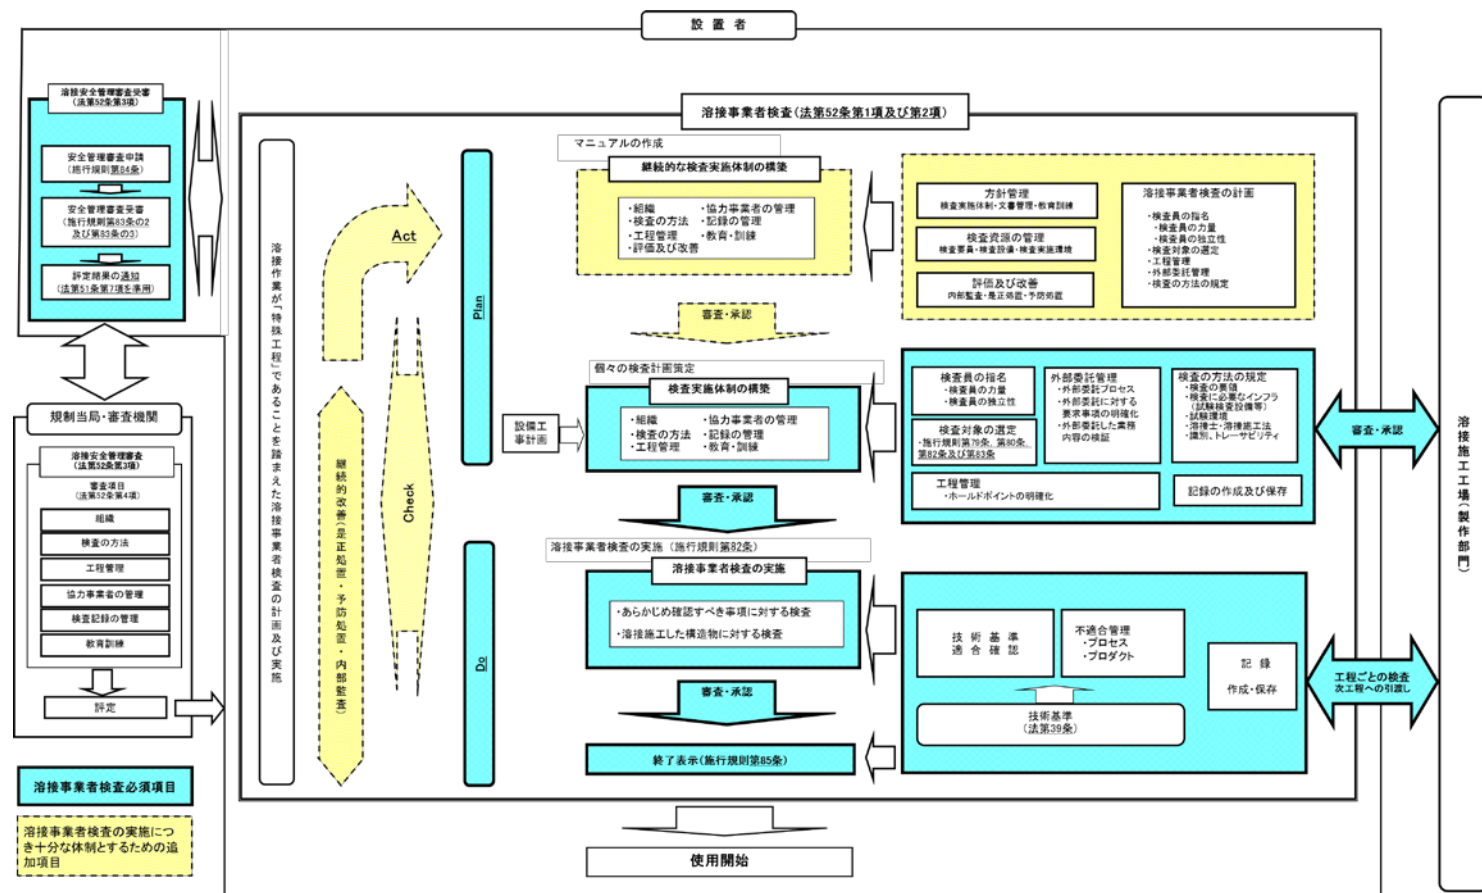 設 置 者
溶接安全管理審査受審
(法第52条第3項)
安全管理審査申請
(施行規則第84条)
安全管理審査受審
(施行規則第83条の2
及び第83条の3)
評定結果の通知
(法第51条第7項を準用)
規制当局・審査機関
溶接安全管理審査
(法第52条第3項)
審査項目
(法第52条第4項)
組織
検査の方法
工程管理
協力事業者の管理
検査記録の管理
教育訓練
評定
溶接事業者検査必須項目
溶接事業者検査の実施につ
き十分な体制とするための追
加項目
溶接事業者検査(法第52条第1項及び第2項)
溶接作業が「特殊工程」であることを踏まえた溶接事業者検査の計画及び実施
Act
継続的改善(是正処置・予防処置・内部監査)
Check
Plan
Do
マニュアルの作成
継続的な検査実施体制の構築
・組織 ・協力事業者の管理
・検査の方法 ・記録の管理
・工程管理 ・教育・訓練
・評価及び改善
方針管理
検査実施体制・文書管理・教育訓練
検査資源の管理
検査要員・検査設備・検査実施環境
評価及び改善
内部監査・是正処置・予防処置
溶接事業者検査の計画
・検査員の指名
・検査員の力量
・検査員の独立性
・検査対象の選定
・工程管理
・外部委託管理
・検査の方法の規定
審査・承認
個々の検査計画策定
検査実施体制の構築
・組織 ・協力事業者の管理
・検査の方法 ・記録の管理
・工程管理 ・教育・訓練
設備工
事計画
検査員の指名
・検査員の力量
・検査員の独立性
検査対象の選定
・施行規則第79条、第80条、
第82条及び第83条
外部委託管理
・外部委託プロセス
・外部委託に対する
要求事項の明確化
・外部委託した業務
内容の検証
検査の方法の規定
・検査の要領
・検査に必要なインフラ
(試験検査設備等)
・試験環境
・溶接士・溶接施工法
・識別、トレーサビリティ
工程管理
・ホールドポイントの明確化
記録の作成及び保存
審査・承認
審査・承認
溶接事業者検査の実施 (施行規則第82条)
溶接事業者検査の実施
・あらかじめ確認すべき事項に対する検査
・溶接施工した構造物に対する検査
技 術 基 準
適 合 確 認
不適合管理
・プロセス
・プロダクト
記 録
作成・保存
技術基準
(法第39条)
工程ごとの検査
次工程への引渡し
審査・承認
終了表示(施行規則第85条)
使用開始
溶接施工工場(製作部門)